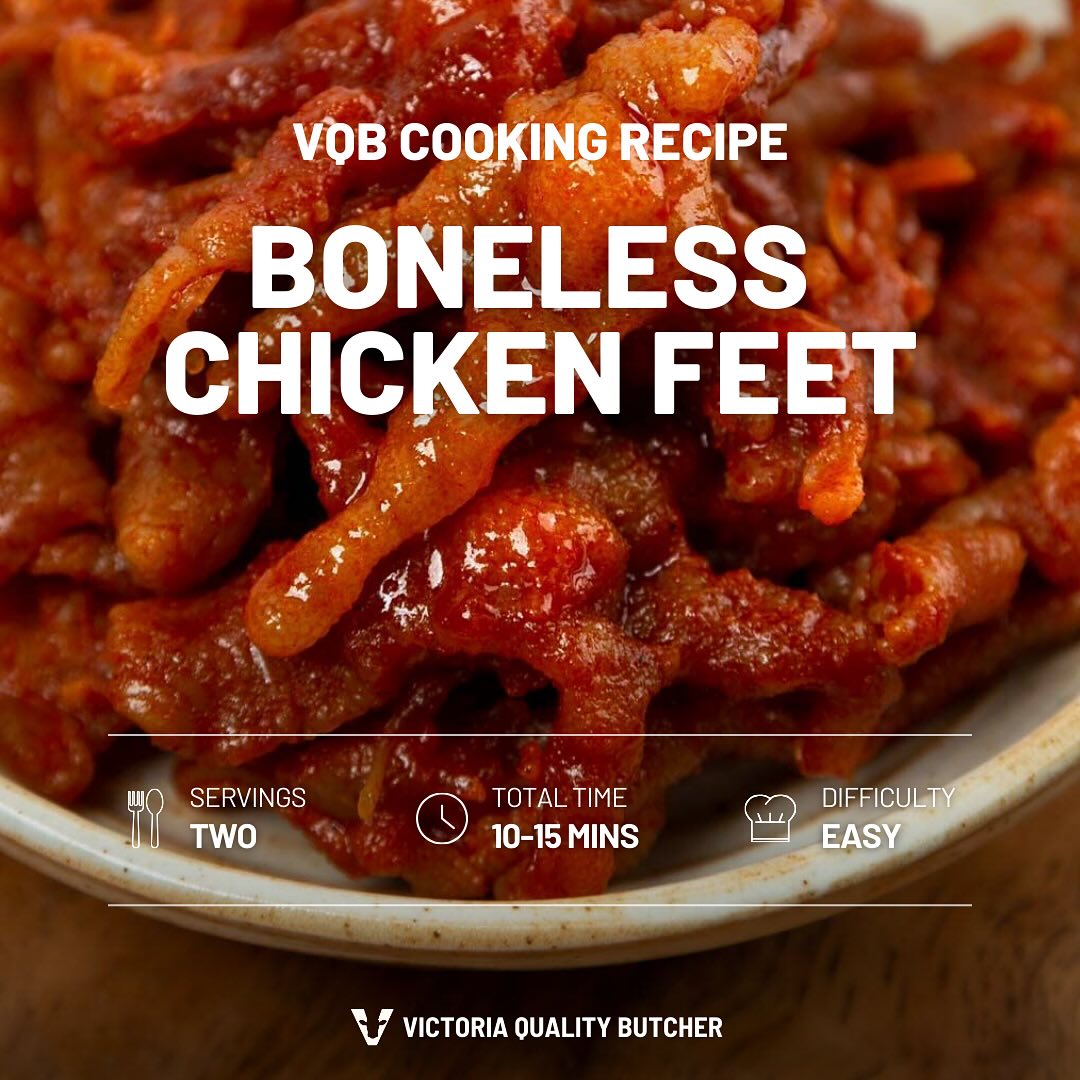 VQB COOKING RECIPE
BONELESS
CHICKEN FEET
SERVINGS
TWO
TOTAL TIME
10-15 MINS
DIFFICULTY
EASY
VICTORIA QUALITY BUTCHER